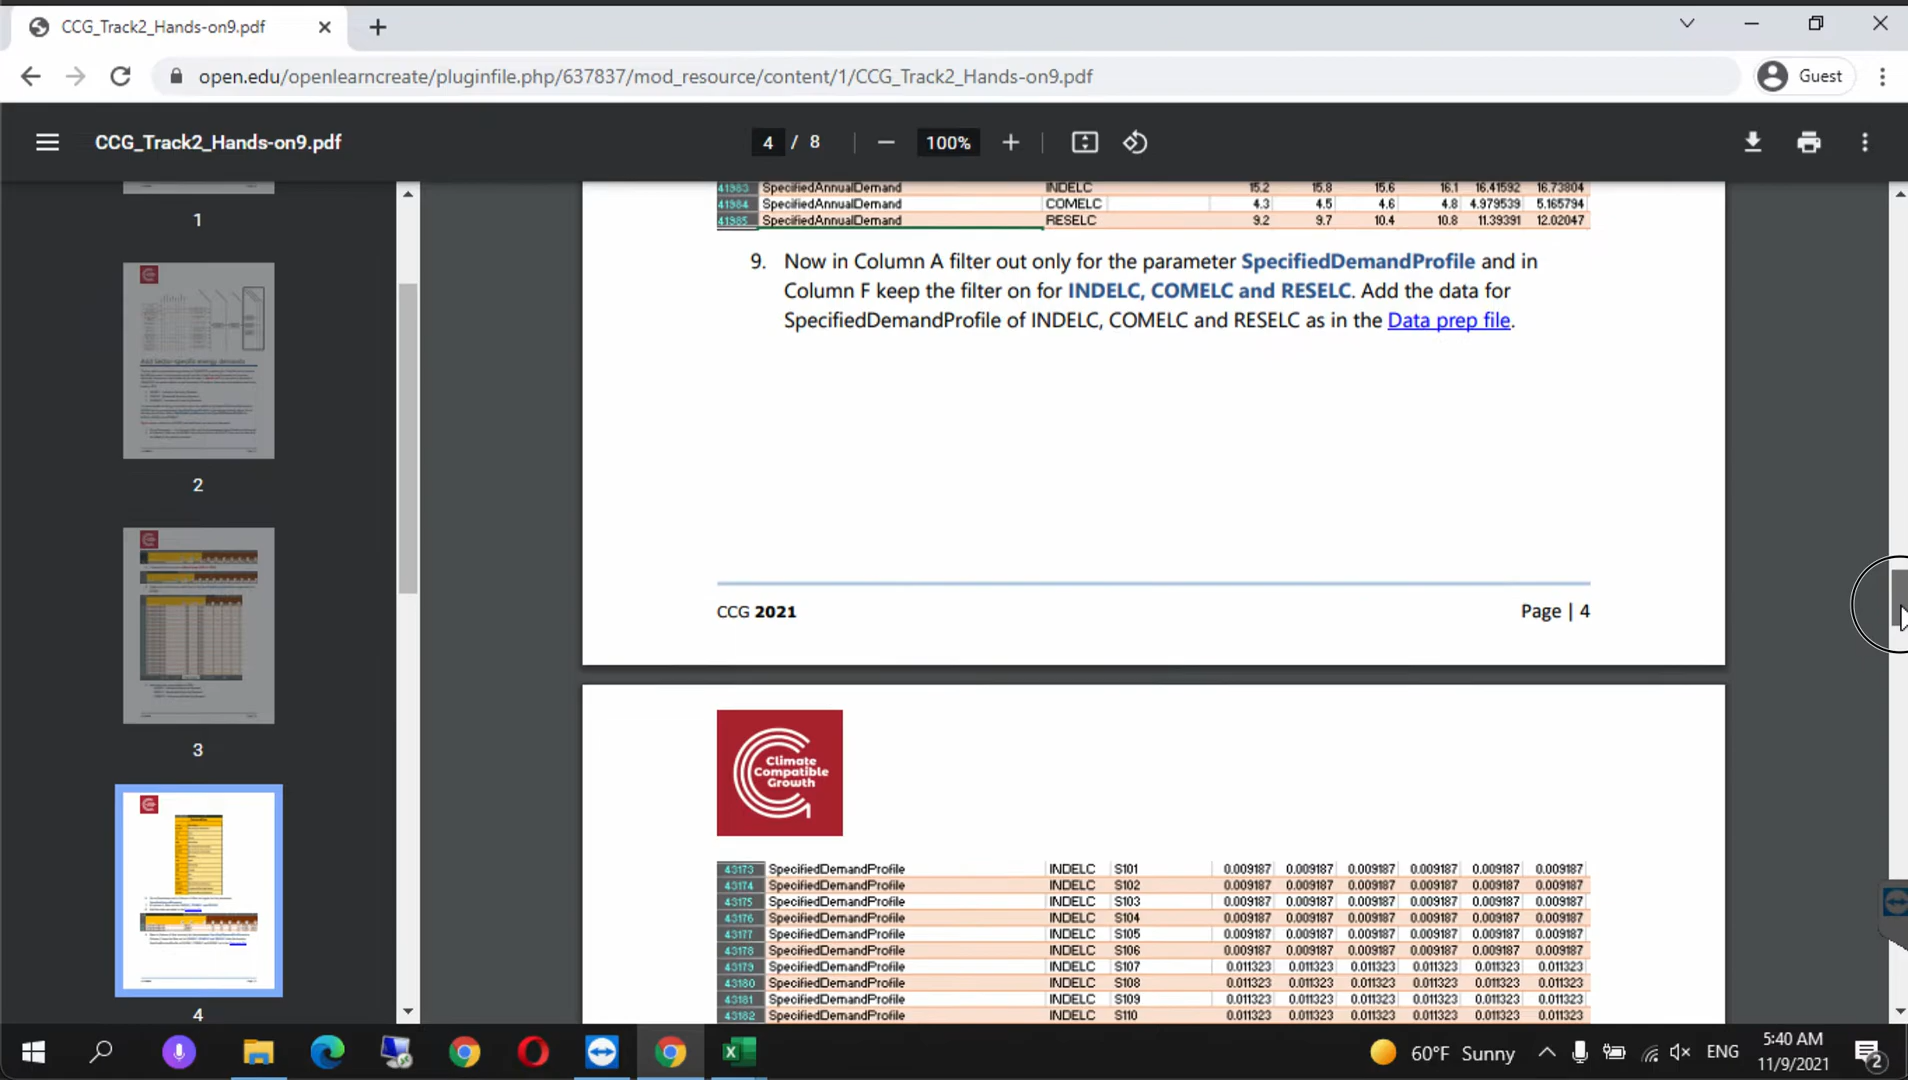 CCG_Track2_Hands-on9.pdf
open.edu/openlearncreate/pluginfile.php/637837/mod_resource/content/1/CCG_Track2_Hands-on9.pdf
Guest
CCG_Track2_Hands-on9.pdf
4 / 8
100%
1
2
3
4
41983 SpecifiedAnnualDemand INDELC 15.2 15.8 15.6 16.1 16.41592 16.73804
41984 SpecifiedAnnualDemand COMELC 4.3 4.5 4.6 4.8 4.979539 5.165794
41985 SpecifiedAnnualDemand RESELC 9.2 9.7 10.4 10.8 11.39391 12.02047
9. Now in Column A filter out only for the parameter SpecifiedDemandProfile and in
Column F keep the filter on for INDELC, COMELC and RESELC. Add the data for
SpecifiedDemandProfile of INDELC, COMELC and RESELC as in the Data prep file.
CCG 2021 Page | 4
Climate
Compatible
Growth
43173 SpecifiedDemandProfile INDELC S101 0.009187 0.009187 0.009187 0.009187 0.009187 0.009187
43174 SpecifiedDemandProfile INDELC S102 0.009187 0.009187 0.009187 0.009187 0.009187 0.009187
43175 SpecifiedDemandProfile INDELC S103 0.009187 0.009187 0.009187 0.009187 0.009187 0.009187
43176 SpecifiedDemandProfile INDELC S104 0.009187 0.009187 0.009187 0.009187 0.009187 0.009187
43177 SpecifiedDemandProfile INDELC S105 0.009187 0.009187 0.009187 0.009187 0.009187 0.009187
43178 SpecifiedDemandProfile INDELC S106 0.009187 0.009187 0.009187 0.009187 0.009187 0.009187
43179 SpecifiedDemandProfile INDELC S107 0.011323 0.011323 0.011323 0.011323 0.011323 0.011323
43180 SpecifiedDemandProfile INDELC S108 0.011323 0.011323 0.011323 0.011323 0.011323 0.011323
43181 SpecifiedDemandProfile INDELC S109 0.011323 0.011323 0.011323 0.011323 0.011323 0.011323
43182 SpecifiedDemandProfile INDELC S110 0.011323 0.011323 0.011323 0.011323 0.011323 0.011323
60°F Sunny
ENG
5:40 AM
11/9/2021
2